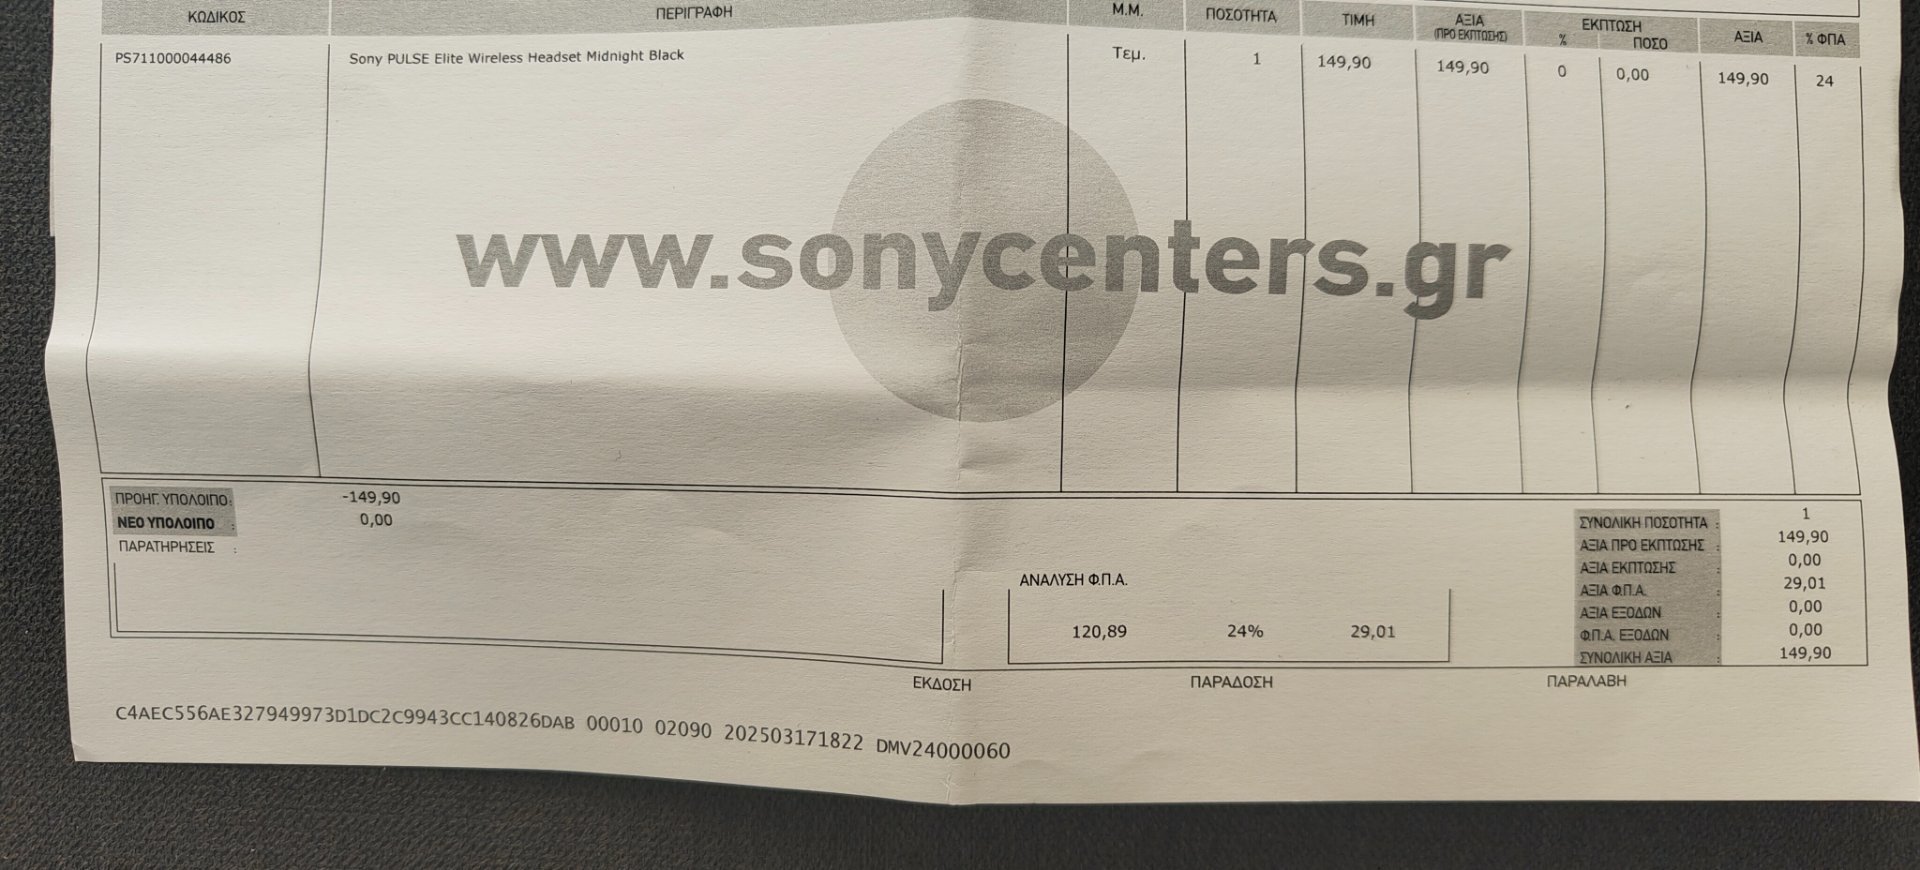 ΚΩΔΙΚΟΣ ΠΕΡΙΓΡΑΦΗ Μ.Μ. ΠΟΣΟΤΗΤΑ ΤΙΜΗ ΑΞΙΑ (ΠΡΟ ΕΚΠΤΩΣΗΣ) ΕΚΠΤΩΣΗ % ΠΟΣΟ ΑΞΙΑ % ΦΠΑ
PS711000044486 Sony PULSE Elite Wireless Headset Midnight Black Τεμ. 1 149,90 149,90 0 0,00 149,90 24
www.sonycenters.gr
ΠΡΟΗΓ. ΥΠΟΛΟΙΠΟ: -149,90
ΝΕΟ ΥΠΟΛΟΙΠΟ : 0,00
ΠΑΡΑΤΗΡΗΣΕΙΣ :
ΑΝΑΛΥΣΗ Φ.Π.Α.
120,89 24% 29,01
ΣΥΝΟΛΙΚΗ ΠΟΣΟΤΗΤΑ : 1
ΑΞΙΑ ΠΡΟ ΕΚΠΤΩΣΗΣ : 149,90
ΑΞΙΑ ΕΚΠΤΩΣΗΣ : 0,00
ΑΞΙΑ Φ.Π.Α. : 29,01
ΑΞΙΑ ΕΞΟΔΩΝ : 0,00
Φ.Π.Α. ΕΞΟΔΩΝ : 0,00
ΣΥΝΟΛΙΚΗ ΑΞΙΑ : 149,90
ΕΚΔΟΣΗ ΠΑΡΑΔΟΣΗ ΠΑΡΑΛΑΒΗ
C4AEC556AE327949973D1DC2C9943CC140826DAB 00010 02090 202503171822 DMV24000060